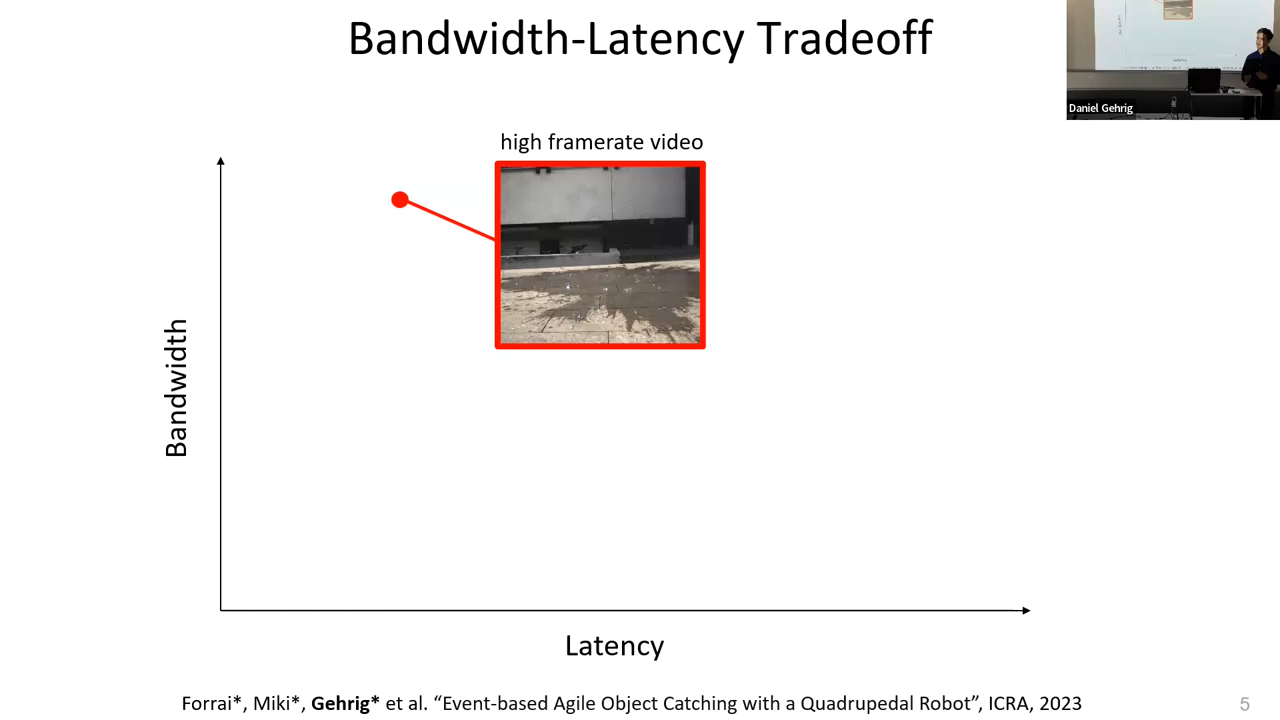 Bandwidth-Latency Tradeoff
Daniel Gehrig
high framerate video
Bandwidth
Latency
Forrai*, Miki*, Gehrig* et al. “Event-based Agile Object Catching with a Quadrupedal Robot”, ICRA, 2023
5